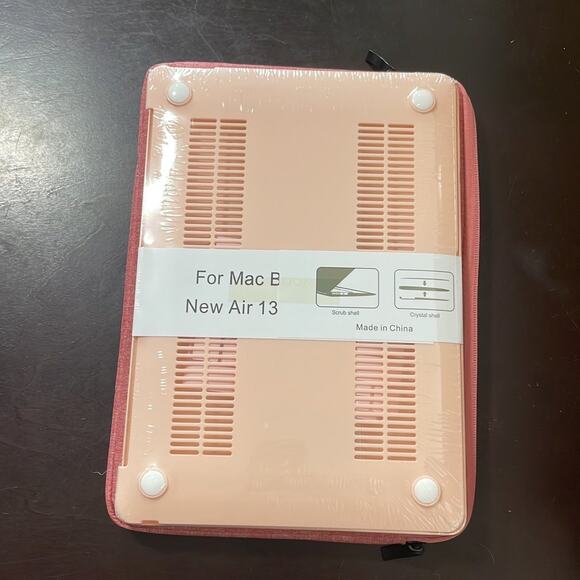 For Mac B
New Air 13
Scrub shell
Crystal shell
Made in China